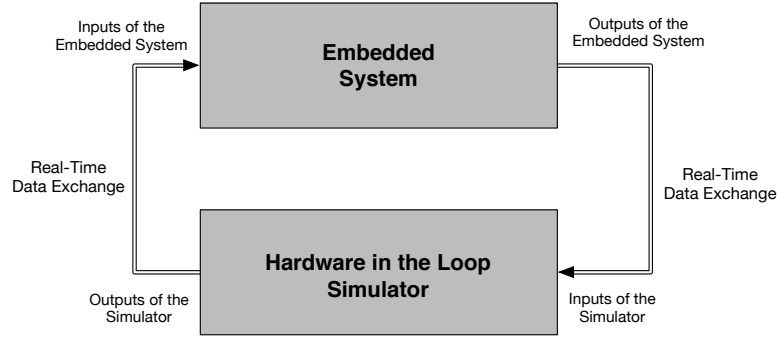 Inputs of the
Embedded System
Embedded
System
Outputs of the
Embedded System
Real-Time
Data Exchange
Real-Time
Data Exchange
Outputs of the
Simulator
Hardware in the Loop
Simulator
Inputs of the
Simulator